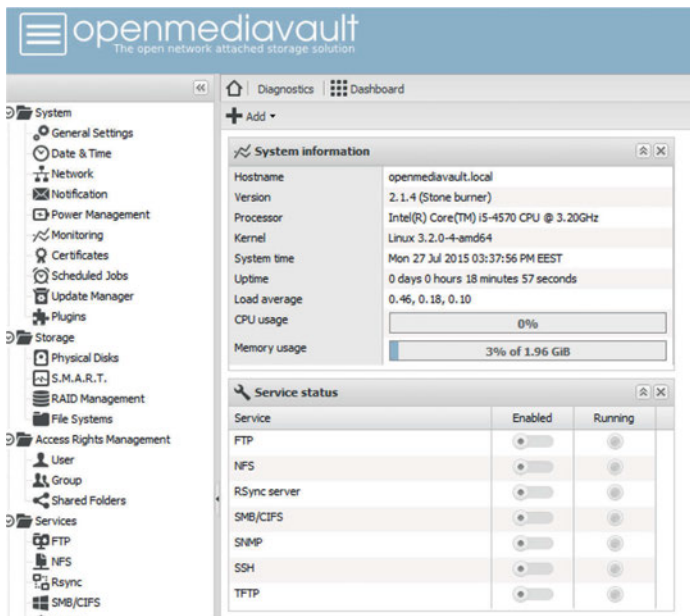 openmediavault
The open network attached storage solution
System
General Settings
Date & Time
Network
Notification
Power Management
Monitoring
Certificates
Scheduled Jobs
Update Manager
Plugins
Storage
Physical Disks
S.M.A.R.T.
RAID Management
File Systems
Access Rights Management
User
Group
Shared Folders
Services
FTP
NFS
Rsync
SMB/CIFS
Diagnostics Dashboard
Add
System information
Hostname openmediavault.local
Version 2.1.4 (Stone burner)
Processor Intel(R) Core(TM) i5-4570 CPU @ 3.20GHz
Kernel Linux 3.2.0-4-amd64
System time Mon 27 Jul 2015 03:37:56 PM EEST
Uptime 0 days 0 hours 18 minutes 57 seconds
Load average 0.46, 0.18, 0.10
CPU usage 0%
Memory usage 3% of 1.96 GiB
Service status
Service Enabled Running
FTP
NFS
RSync server
SMB/CIFS
SNMP
SSH
TFTP